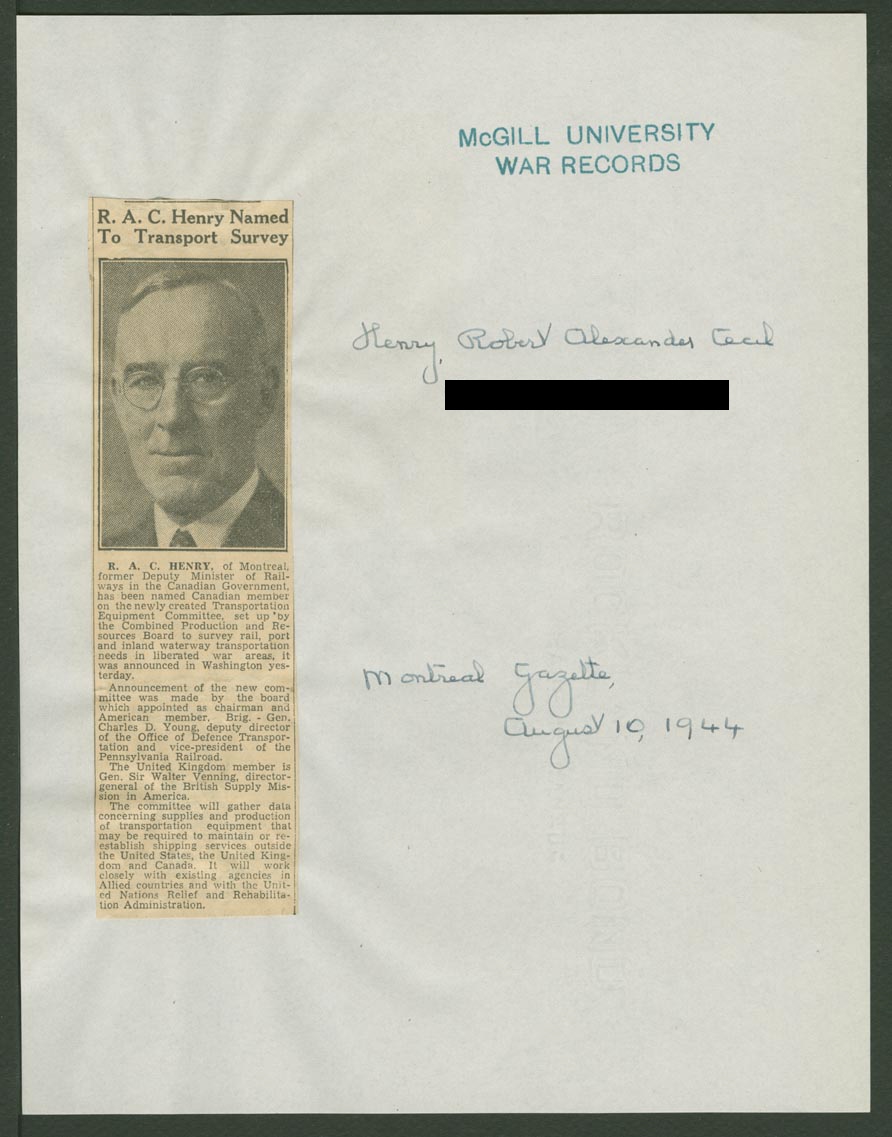 McGILL UNIVERSITY
WAR RECORDS
R. A. C. Henry Named
To Transport Survey
Henry, Robert Alexander Cecil
R. A. C. HENRY, of Montreal,
former Deputy Minister of Rail-
ways in the Canadian Government,
has been named Canadian member
on the newly created Transportation
Equipment Committee, set up by
the Combined Production and Re-
sources Board to survey rail, port
and inland waterway transportation
needs in liberated war areas, it
was announced in Washington yes-
terday.
Announcement of the new com-
mittee was made by the board
which appointed as chairman and
American member, Brig. - Gen.
Charles D. Young, deputy director
of the Office of Defence Transpor-
tation and vice-president of the
Pennsylvania Railroad.
The United Kingdom member is
Gen. Sir Walter Venning, director-
general of the British Supply Mis-
sion in America.
The committee will gather data
concerning supplies and production
of transportation equipment that
may be required to maintain or re-
establish shipping services outside
the United States, the United King-
dom and Canada. It will work
closely with existing agencies in
Allied countries and with the Unit-
ed Nations Relief and Rehabilita-
tion Administration.
Montreal Gazette,
August 10, 1944